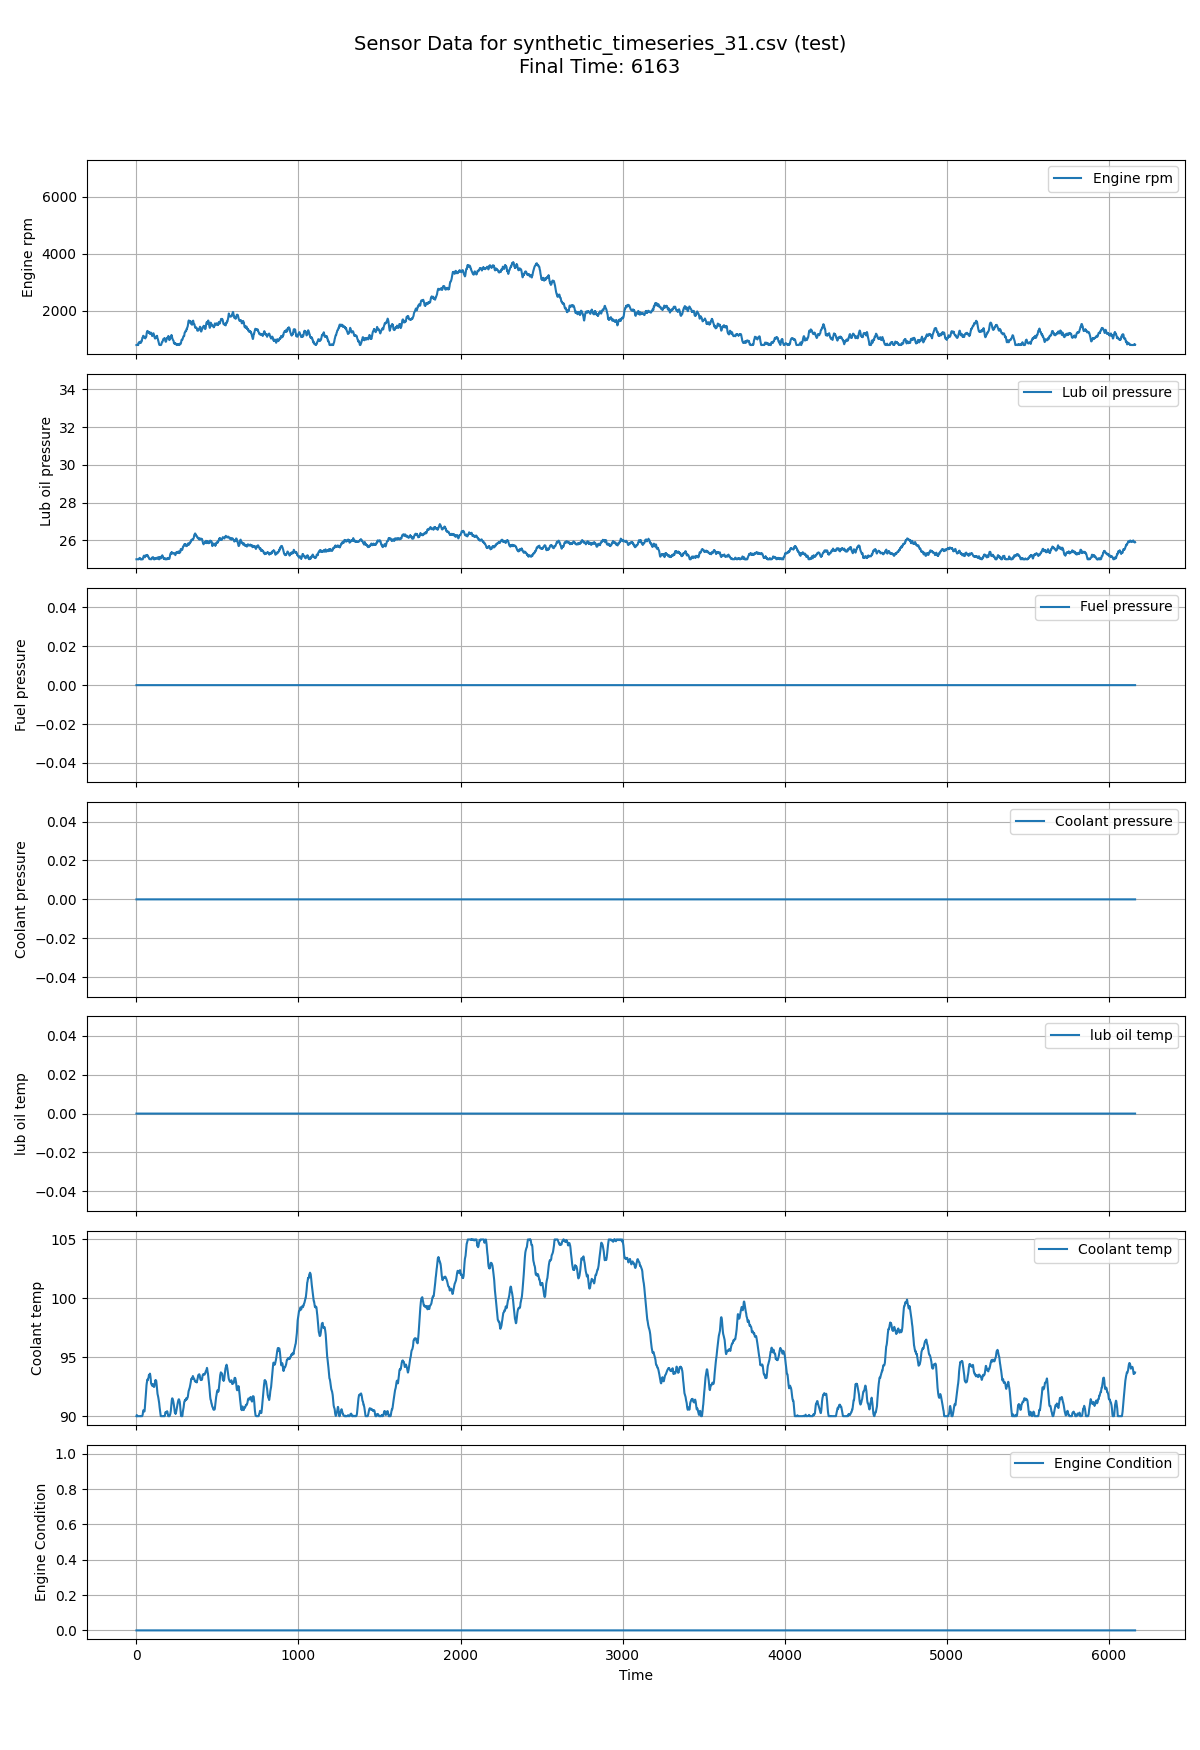 Sensor Data for synthetic_timeseries_31.csv (test)
Final Time: 6163
Engine rpm
6000
4000
2000
Engine rpm
Lub oil pressure
34
32
30
28
26
Lub oil pressure
Fuel pressure
0.04
0.02
0.00
−0.02
−0.04
Fuel pressure
Coolant pressure
0.04
0.02
0.00
−0.02
−0.04
Coolant pressure
lub oil temp
0.04
0.02
0.00
−0.02
−0.04
lub oil temp
Coolant temp
105
100
95
90
Coolant temp
Engine Condition
1.0
0.8
0.6
0.4
0.2
0.0
Engine Condition
0 1000 2000 3000 4000 5000 6000
Time